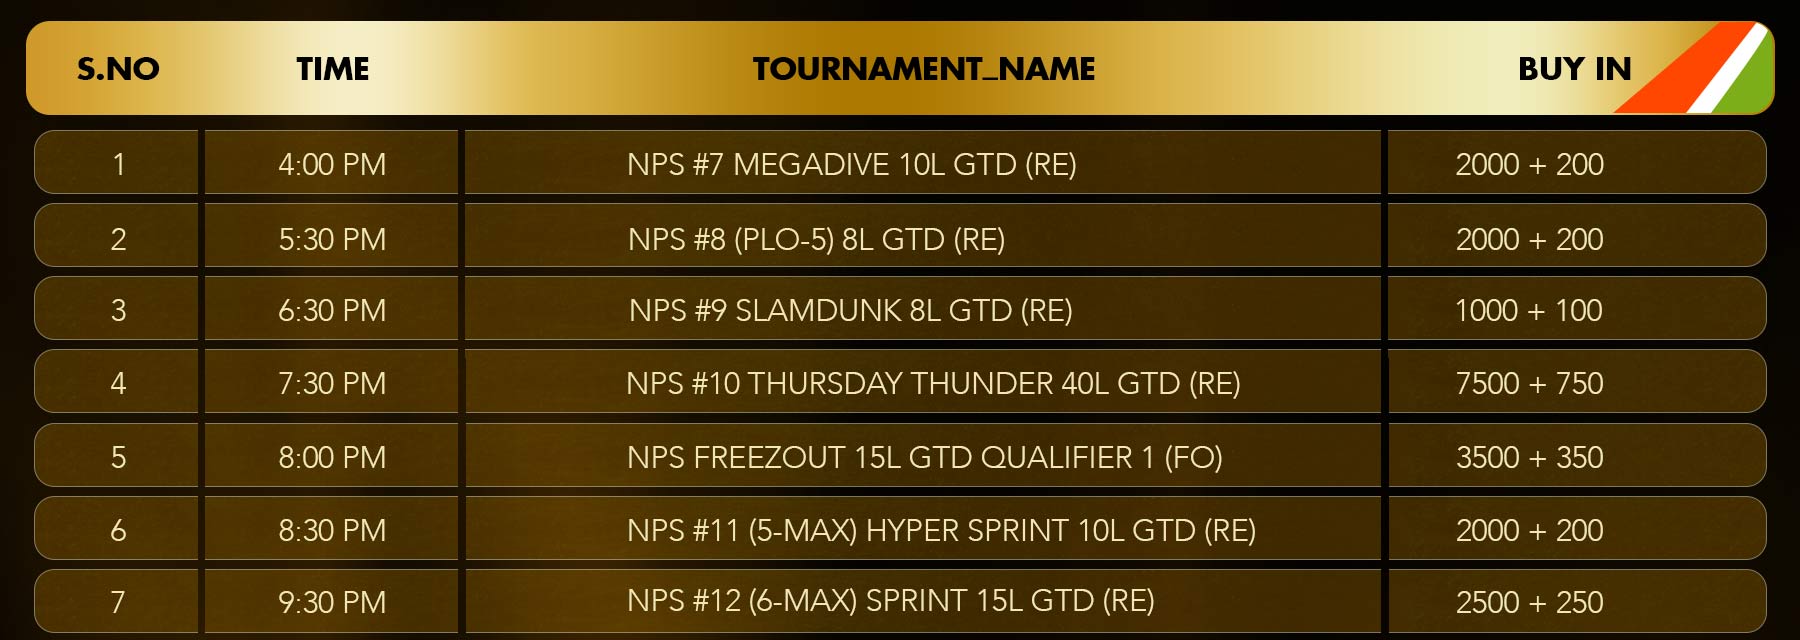 S.NO TIME TOURNAMENT_NAME BUY IN
1 4:00 PM NPS #7 MEGADIVE 10L GTD (RE) 2000 + 200
2 5:30 PM NPS #8 (PLO-5) 8L GTD (RE) 2000 + 200
3 6:30 PM NPS #9 SLAMDUNK 8L GTD (RE) 1000 + 100
4 7:30 PM NPS #10 THURSDAY THUNDER 40L GTD (RE) 7500 + 750
5 8:00 PM NPS FREEZOUT 15L GTD QUALIFIER 1 (FO) 3500 + 350
6 8:30 PM NPS #11 (5-MAX) HYPER SPRINT 10L GTD (RE) 2000 + 200
7 9:30 PM NPS #12 (6-MAX) SPRINT 15L GTD (RE) 2500 + 250